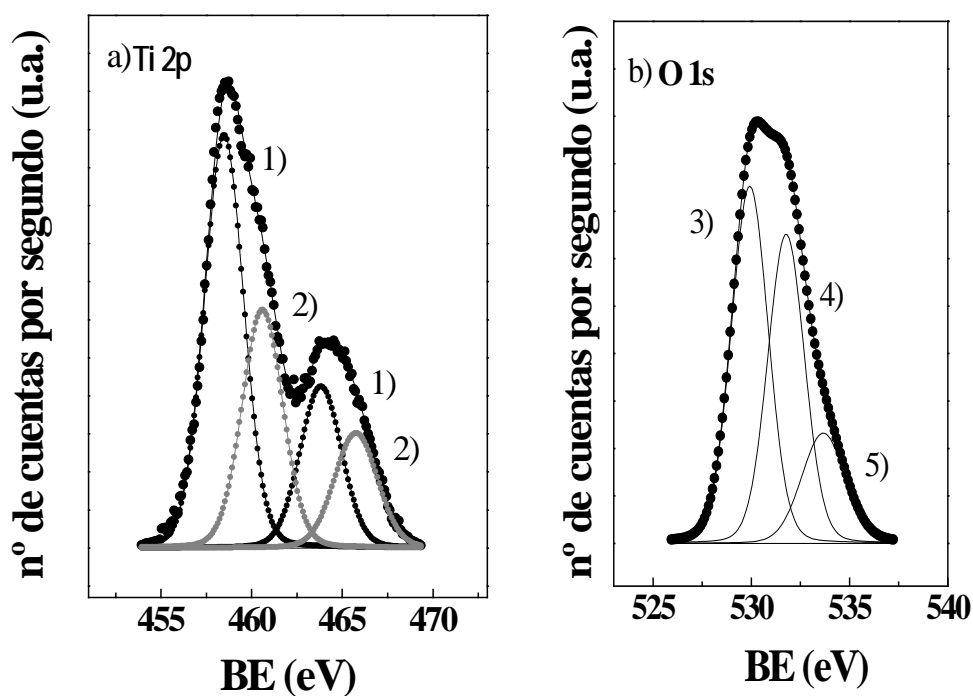 nº de cuentas por segundo (u.a.)
a) Ti 2p
1)
2)
1)
2)
455 460 465 470
BE (eV)
nº de cuentas por segundo (u.a.)
b) O 1s
3)
4)
5)
525 530 535 540
BE (eV)